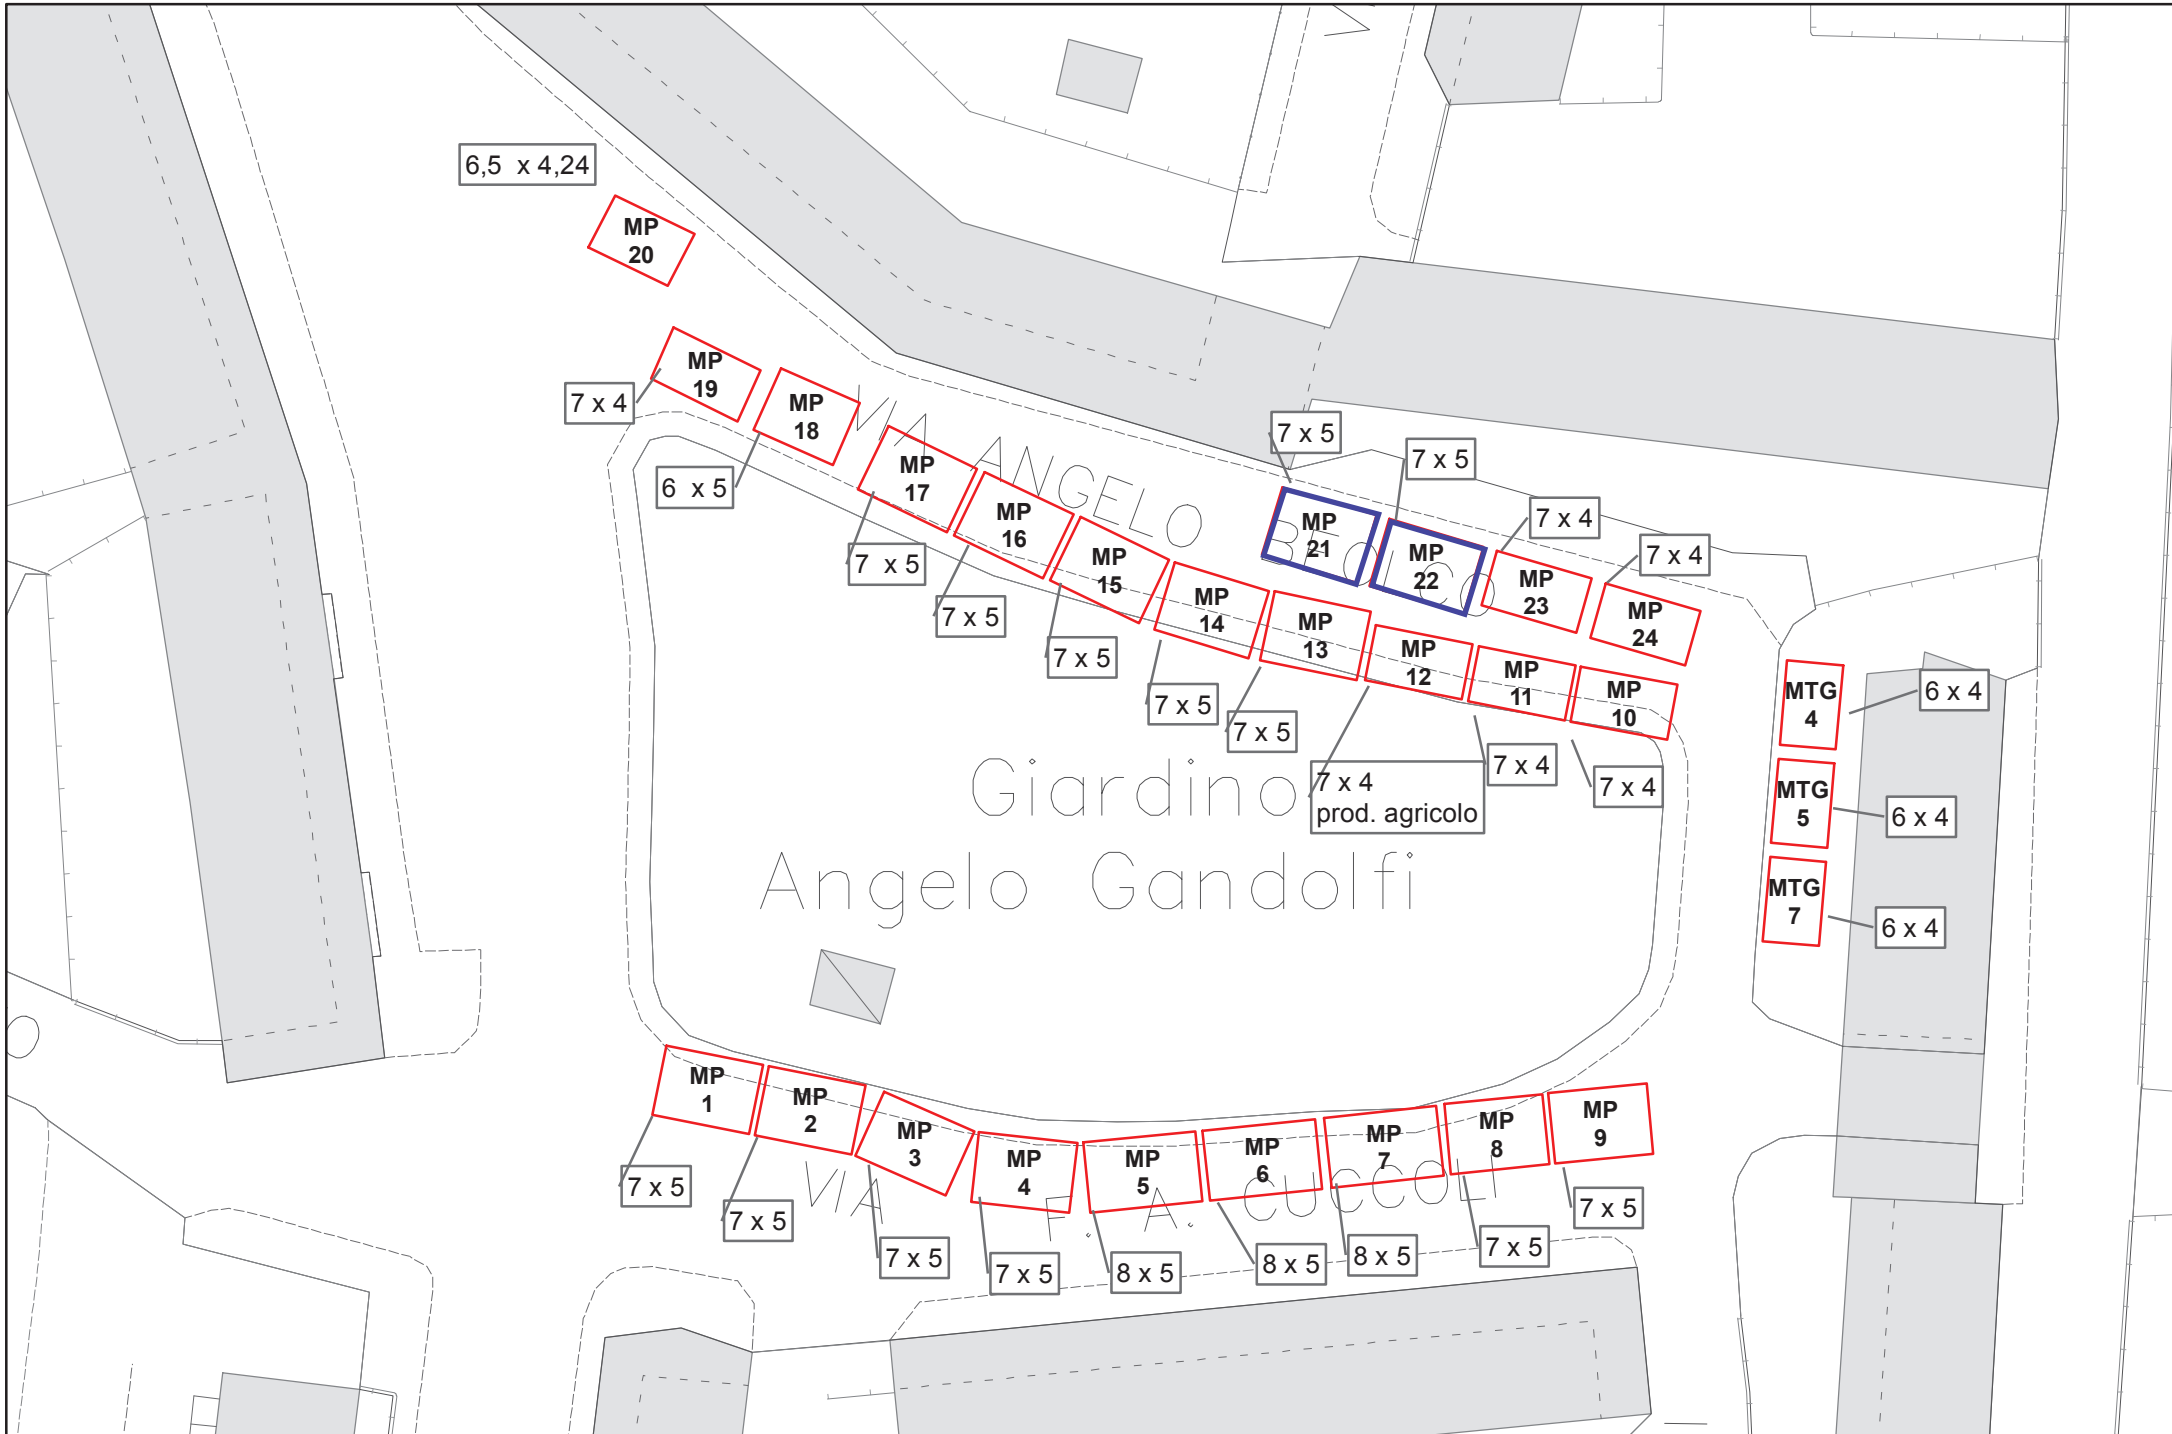 6,5 x 4,24
MP
20
MP
19
7 x 4
MP
18
6 x 5
VIA ANGELO BEOLCO
MP
17
7 x 5
MP
16
7 x 5
MP
15
7 x 5
MP
14
7 x 5
MP
13
7 x 5
MP
12
7 x 4
prod. agricolo
MP
11
7 x 4
MP
10
7 x 4
7 x 5
MP
21
7 x 5
MP
22
7 x 4
MP
23
7 x 4
MP
24
MTG
4
6 x 4
MTG
5
6 x 4
MTG
7
6 x 4
Giardino
Angelo Gandolfi
MP
1
7 x 5
MP
2
7 x 5
MP
3
7 x 5
MP
4
7 x 5
MP
5
8 x 5
MP
6
8 x 5
MP
7
8 x 5
MP
8
7 x 5
MP
9
7 x 5
VIA F. A. CUCCOLI